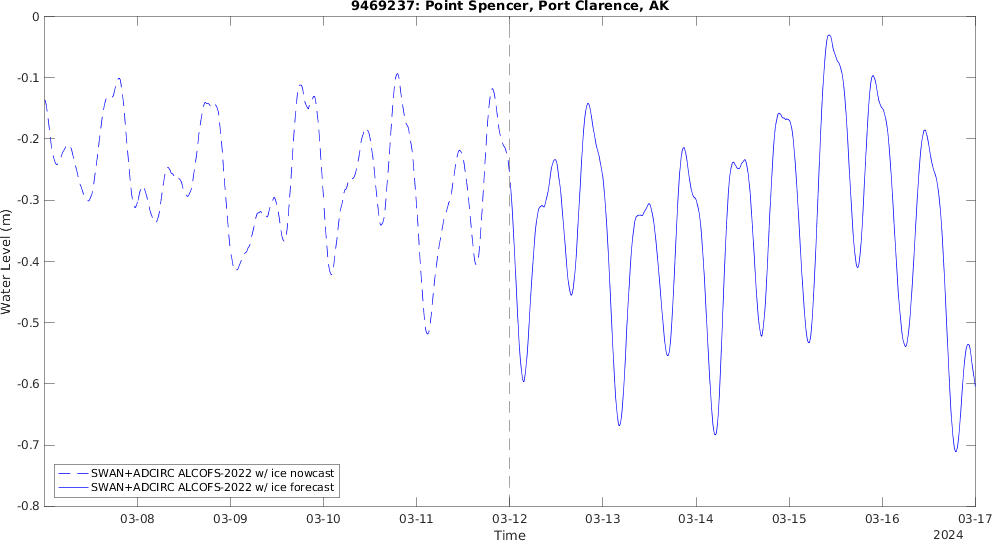 9469237: Point Spencer, Port Clarence, AK
0
-0.1
-0.2
-0.3
-0.4
-0.5
-0.6
-0.7
-0.8
Water Level (m)
SWAN+ADCIRC ALCOFS-2022 w/ ice nowcast
SWAN+ADCIRC ALCOFS-2022 w/ ice forecast
03-08 03-09 03-10 03-11 03-12 03-13 03-14 03-15 03-16 03-17
Time
2024